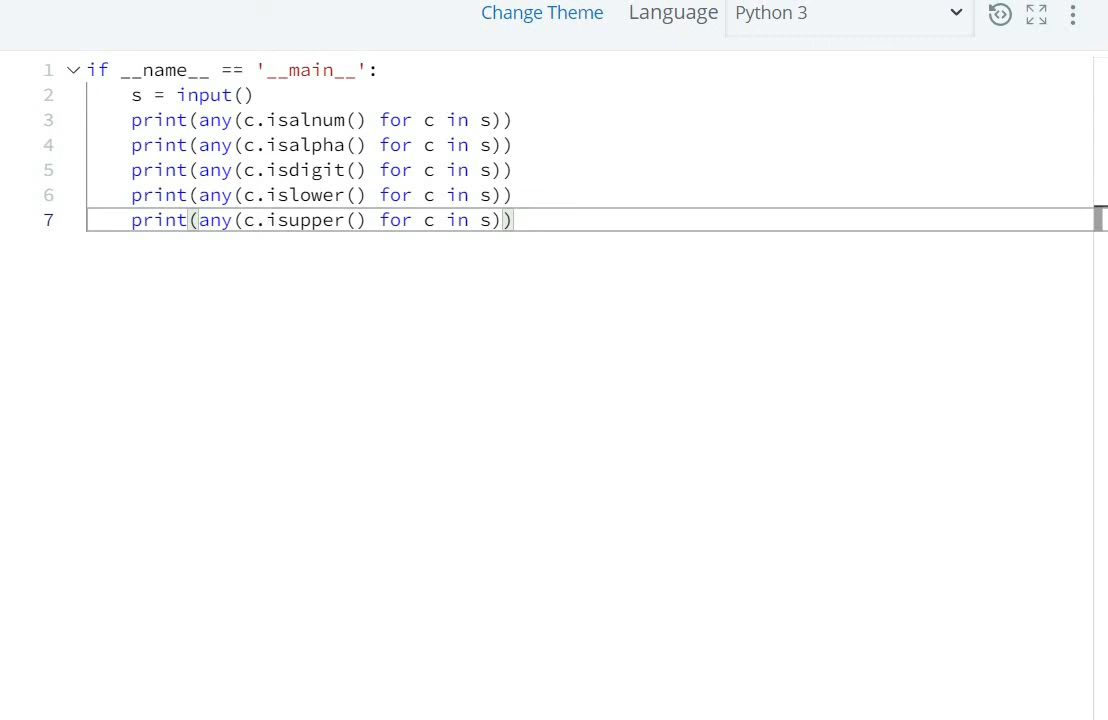 Change Theme Language Python 3
1 if __name__ == '__main__':
2 s = input()
3 print(any(c.isalnum() for c in s))
4 print(any(c.isalpha() for c in s))
5 print(any(c.isdigit() for c in s))
6 print(any(c.islower() for c in s))
7 print(any(c.isupper() for c in s))